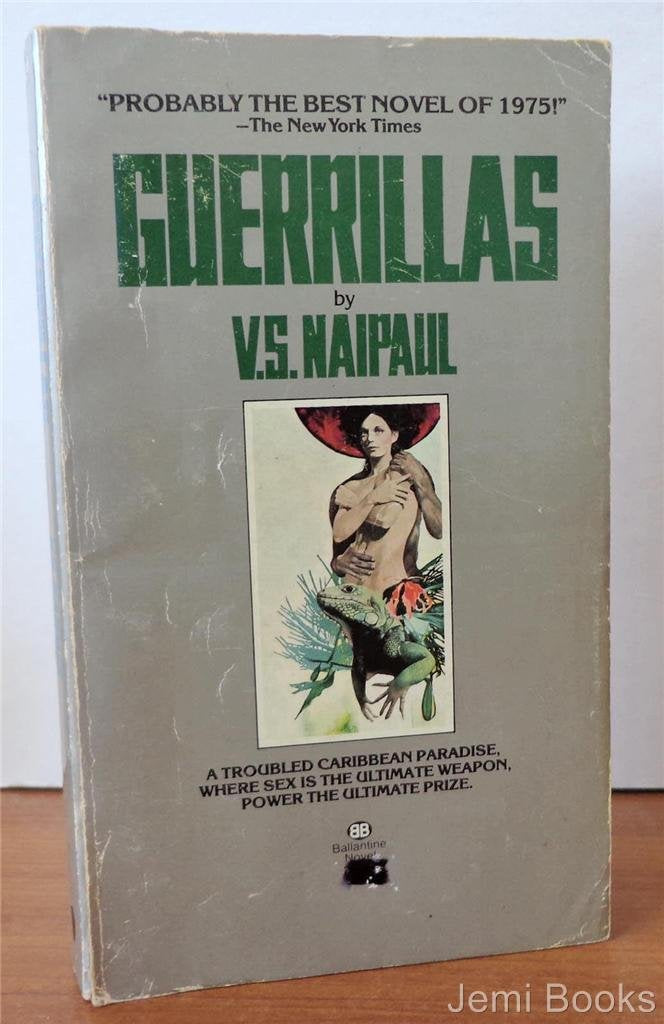 “PROBABLY THE BEST NOVEL OF 1975!”
—The New York Times
GUERRILLAS
by
V.S. NAIPAUL
A TROUBLED CARIBBEAN PARADISE,
WHERE SEX IS THE ULTIMATE WEAPON,
POWER THE ULTIMATE PRIZE.
BB
Ballantine
Novel
Jemi Books